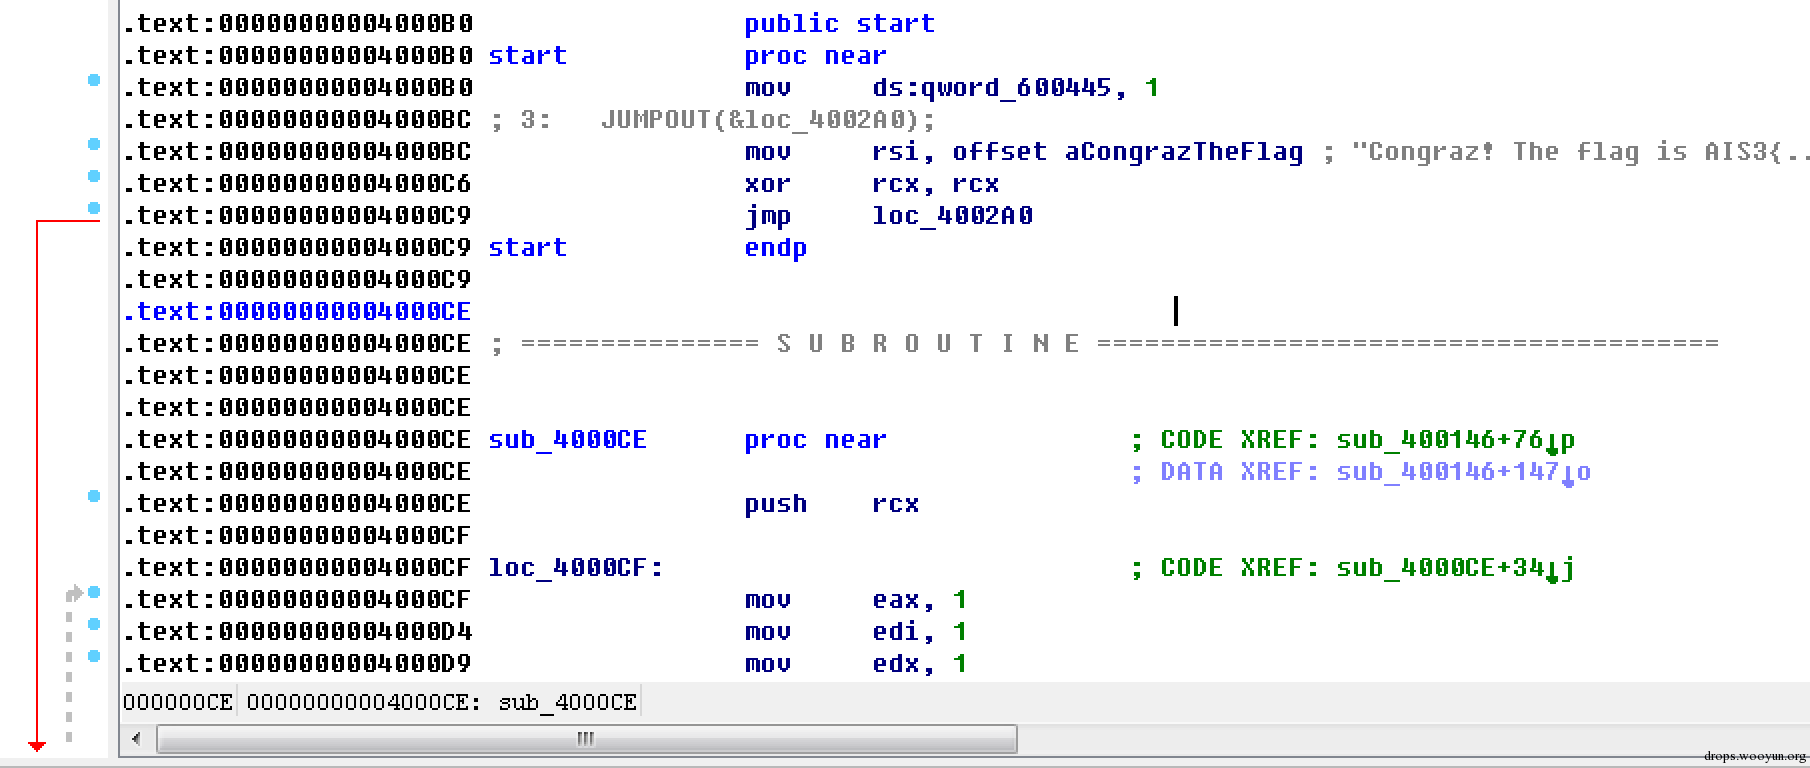 .text:00000000004000B0 public start
.text:00000000004000B0 start proc near
.text:00000000004000B0 mov ds:qword_600445, 1
.text:00000000004000BC ; 3: JUMPOUT(&loc_4002A0);
.text:00000000004000BC mov rsi, offset aCongrazTheFlag ; "Congraz! The flag is AIS3{..
.text:00000000004000C6 xor rcx, rcx
.text:00000000004000C9 jmp loc_4002A0
.text:00000000004000C9 start endp
.text:00000000004000C9
.text:00000000004000CE
.text:00000000004000CE ; =============== S U B R O U T I N E =======================================
.text:00000000004000CE
.text:00000000004000CE
.text:00000000004000CE sub_4000CE proc near ; CODE XREF: sub_400146+76↓p
.text:00000000004000CE ; DATA XREF: sub_400146+147↓o
.text:00000000004000CE push rcx
.text:00000000004000CF
.text:00000000004000CF loc_4000CF: ; CODE XREF: sub_4000CE+34↓j
.text:00000000004000CF mov eax, 1
.text:00000000004000D4 mov edi, 1
.text:00000000004000D9 mov edx, 1
000000CE 00000000004000CE: sub_4000CE
drops.wooyun.org